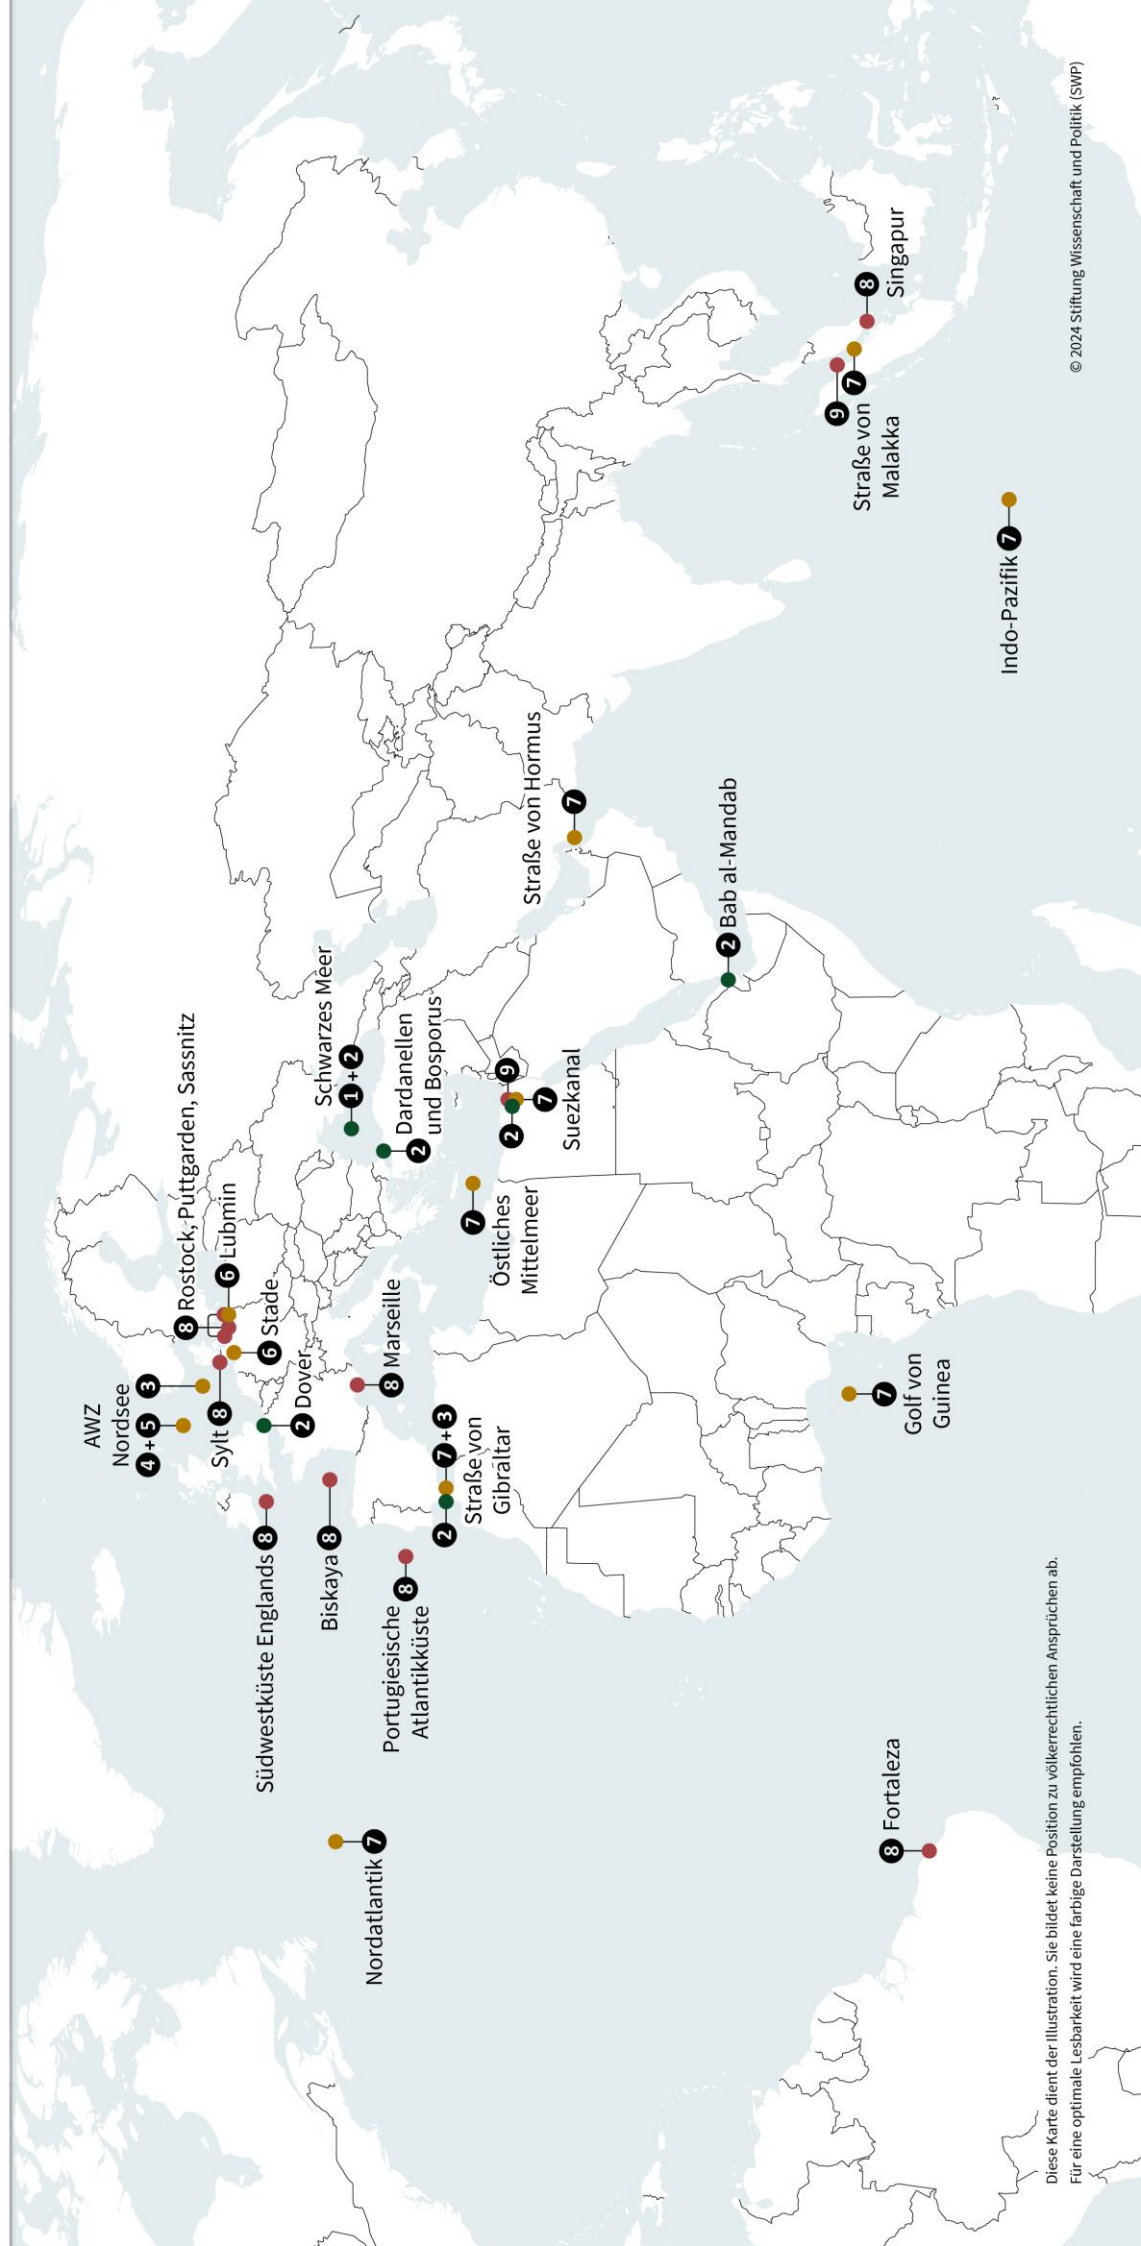 AWZ
Nordsee
4+5
3
8 Rostock, Puttgarden, Sassnitz
6 Lubmin
Sylt 8
6 Stade
2 Dover
Südwestküste Englands 8
Biskaya 8
8 Marseille
Portugiesische
Atlantikküste
8
2
7+3
Straße von
Gibraltar
Nordatlantik 7
Schwarzes Meer
1+2
Dardanellen
und Bosporus
2
7
Östliches
Mittelmeer
9
2
7
Suezkanal
Straße von Hormus
7
2 Bab al-Mandab
7
Golf von
Guinea
8 Fortaleza
9
7
Straße von
Malakka
8
Singapur
Indo-Pazifik 7
Diese Karte dient der Illustration. Sie bildet keine Position zu völkerrechtlichen Ansprüchen ab.
Für eine optimale Lesbarkeit wird eine farbige Darstellung empfohlen.
© 2024 Stiftung Wissenschaft und Politik (SWP)